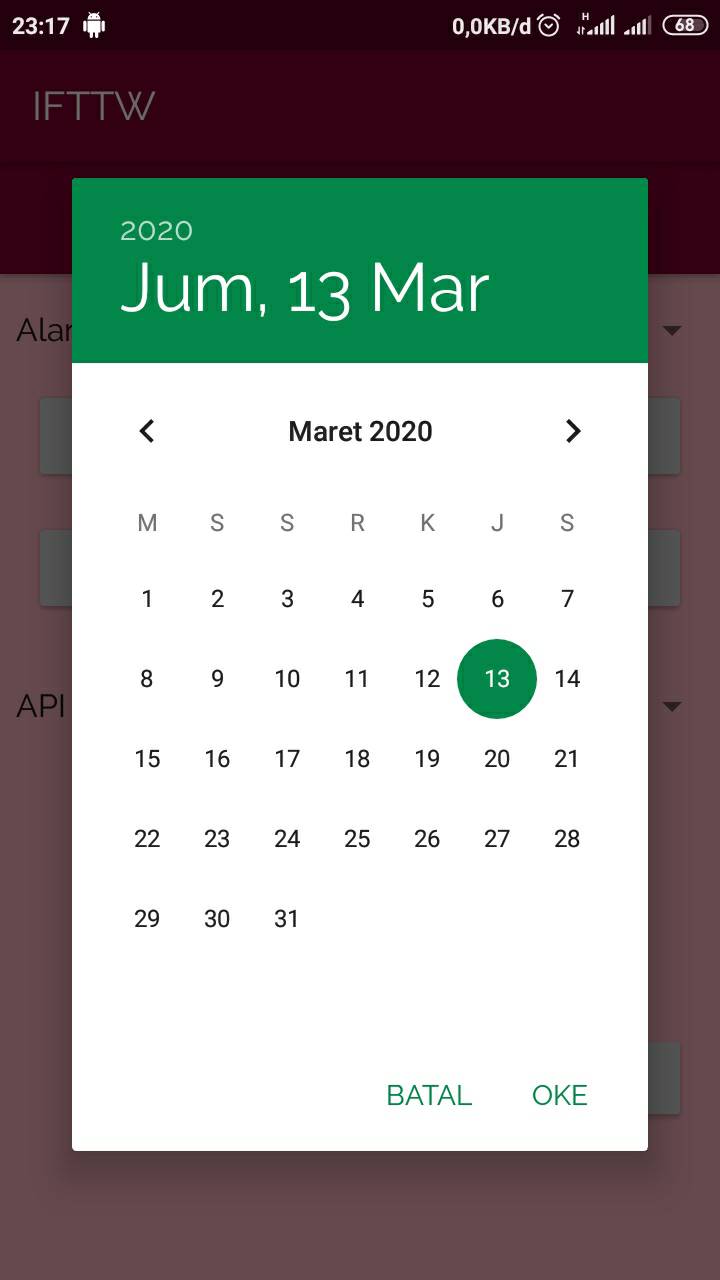 23:17 0,0KB/d H 68
IFTTW
2020
Jum, 13 Mar
Alar
Maret 2020
M S S R K J S
1 2 3 4 5 6 7
8 9 10 11 12 13 14
API
15 16 17 18 19 20 21
22 23 24 25 26 27 28
29 30 31
BATAL OKE